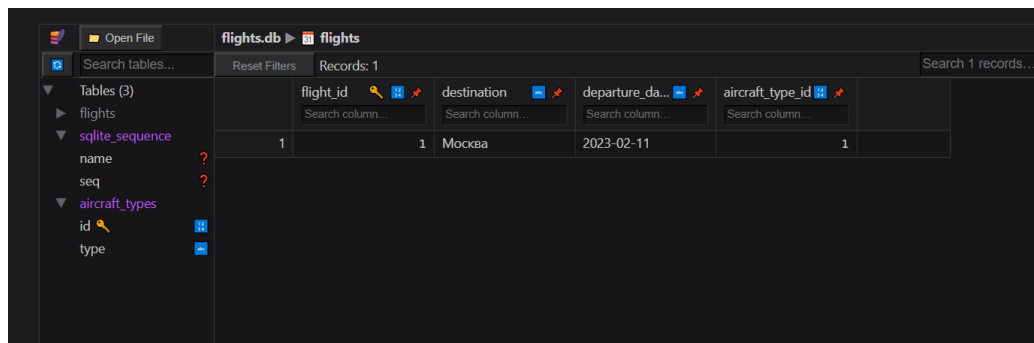 Open File
flights.db ▶ flights
Search tables...
Reset Filters
Records: 1
Search 1 records...
Tables (3)
flights
sqlite_sequence
name ?
seq ?
aircraft_types
id
type
flight_id
destination
departure_da...
aircraft_type_id
Search column...
Search column...
Search column...
Search column...
1
1
Москва
2023-02-11
1